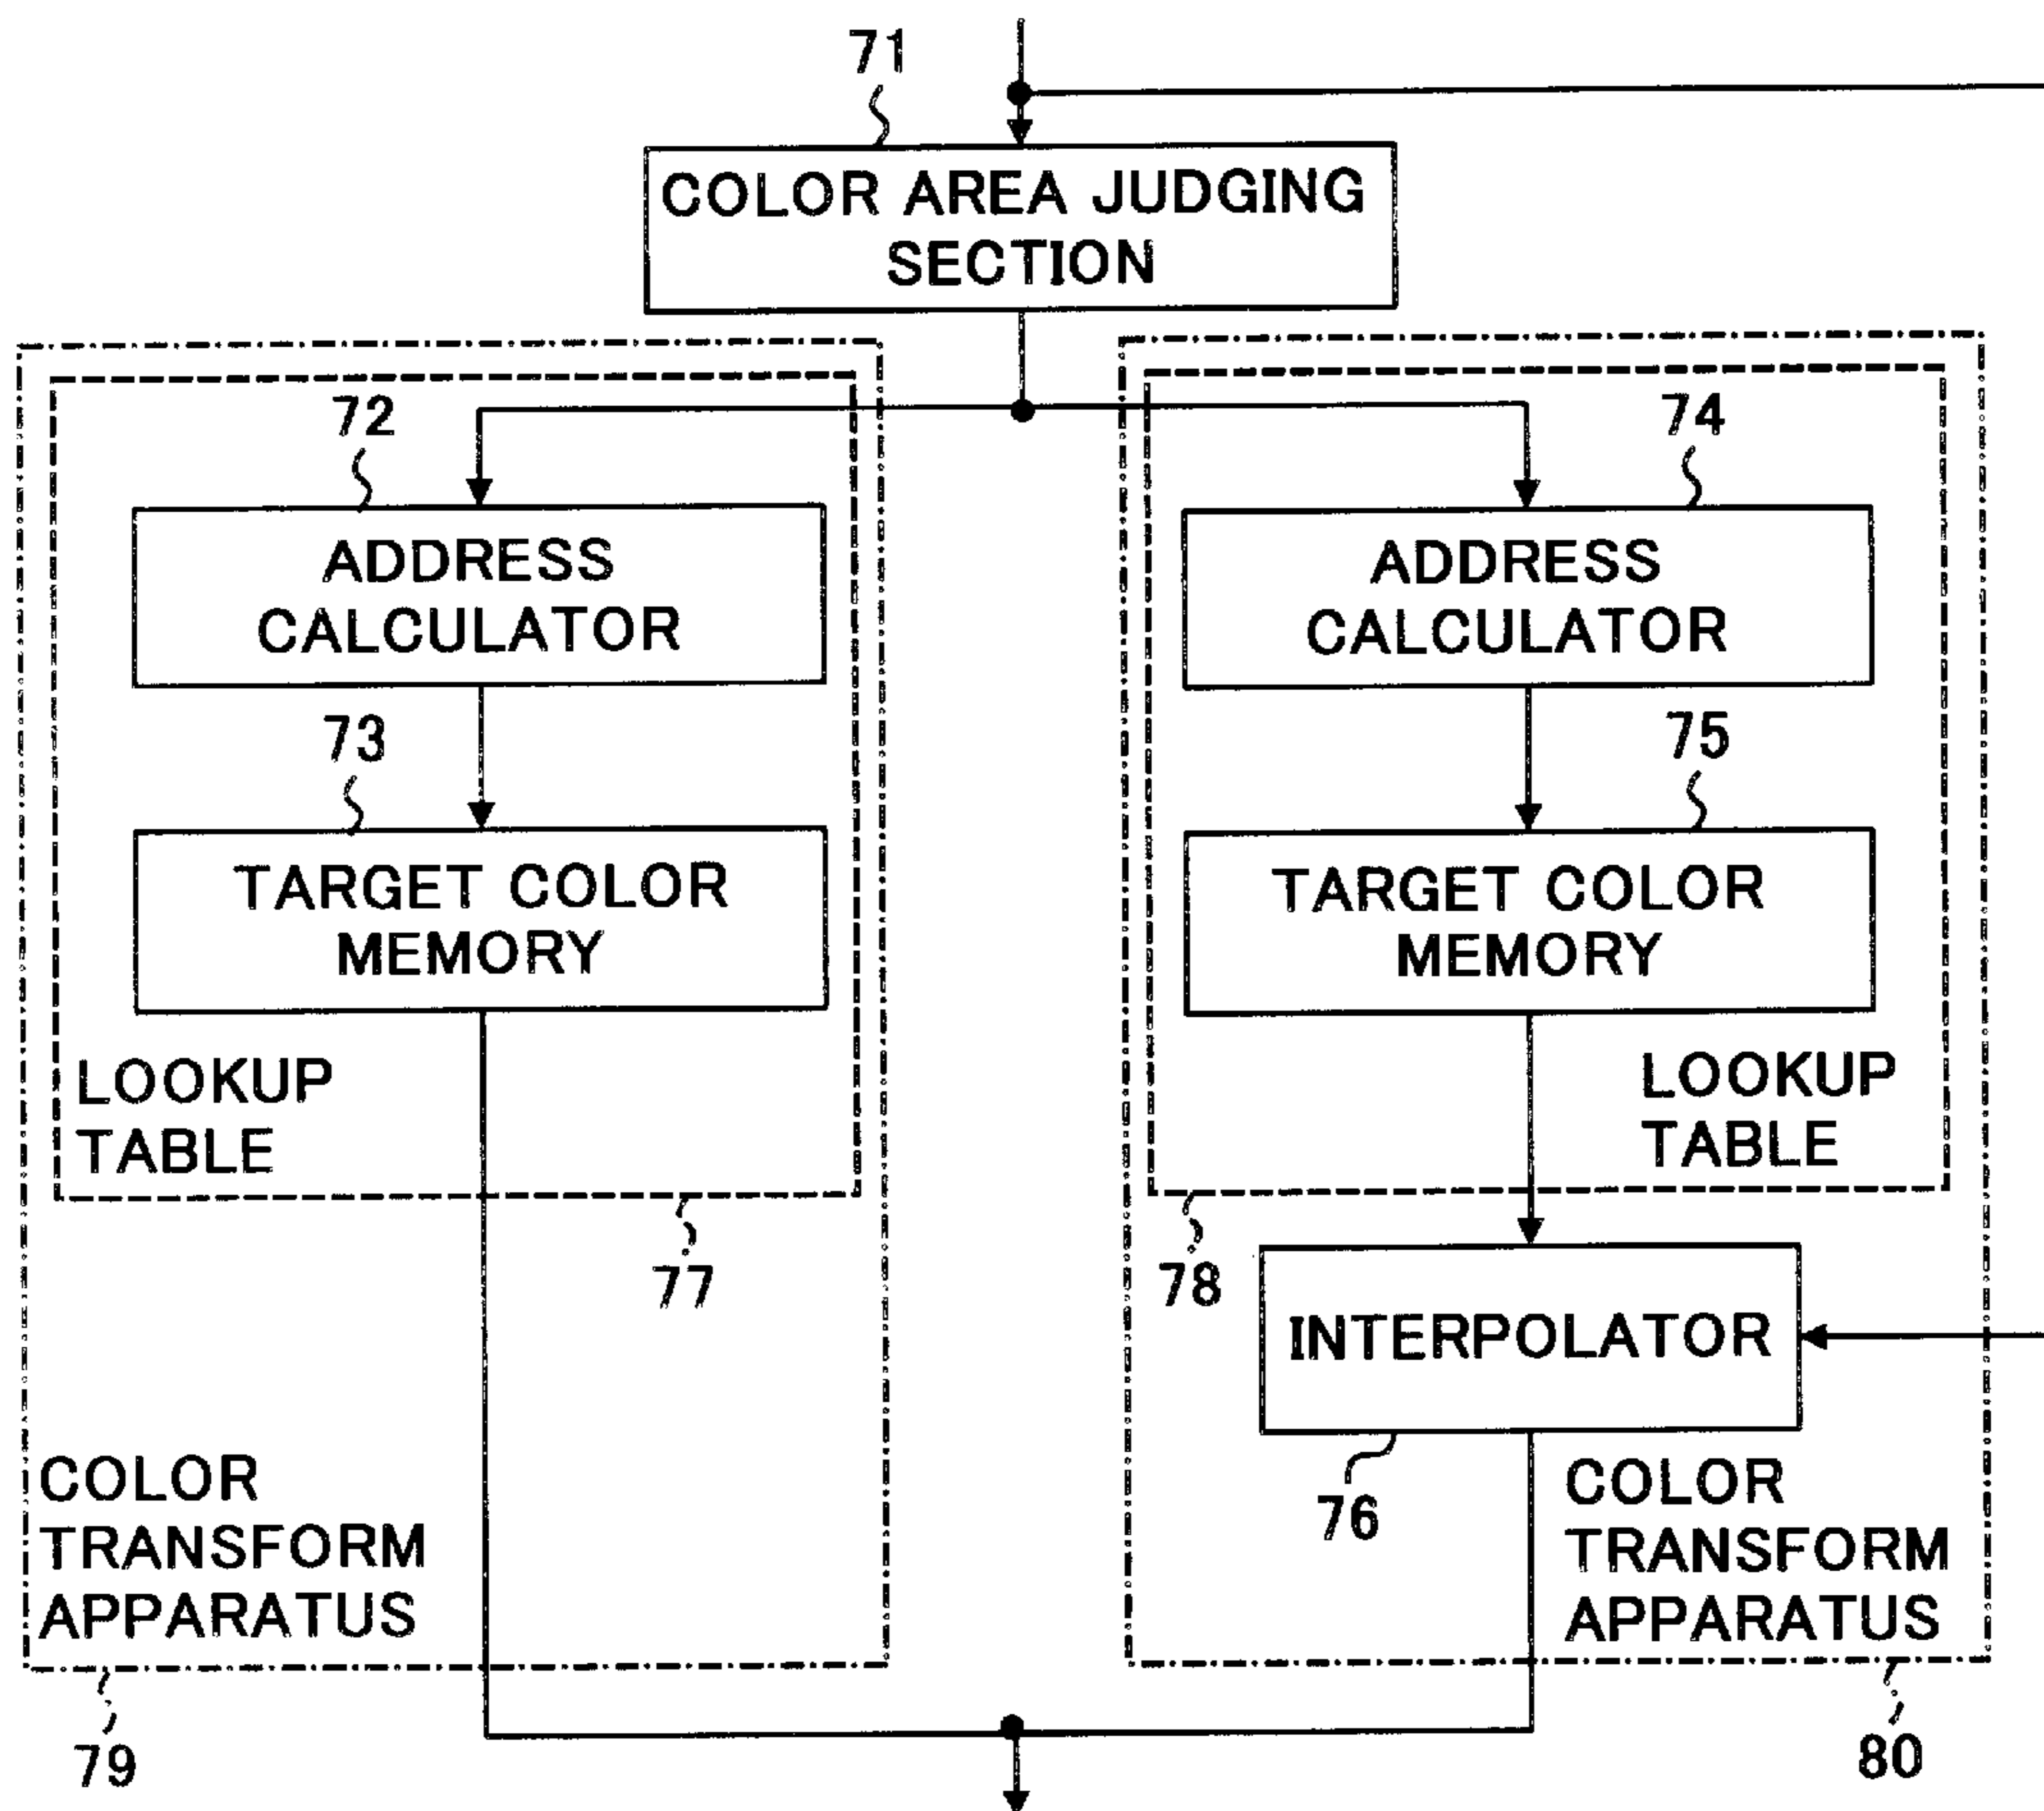 71
COLOR AREA JUDGING
SECTION
72
74
ADDRESS
CALCULATOR
ADDRESS
CALCULATOR
73
75
TARGET COLOR
MEMORY
TARGET COLOR
MEMORY
LOOKUP
TABLE
LOOKUP
TABLE
77
78
INTERPOLATOR
76
COLOR
TRANSFORM
APPARATUS
COLOR
TRANSFORM
APPARATUS
79
80